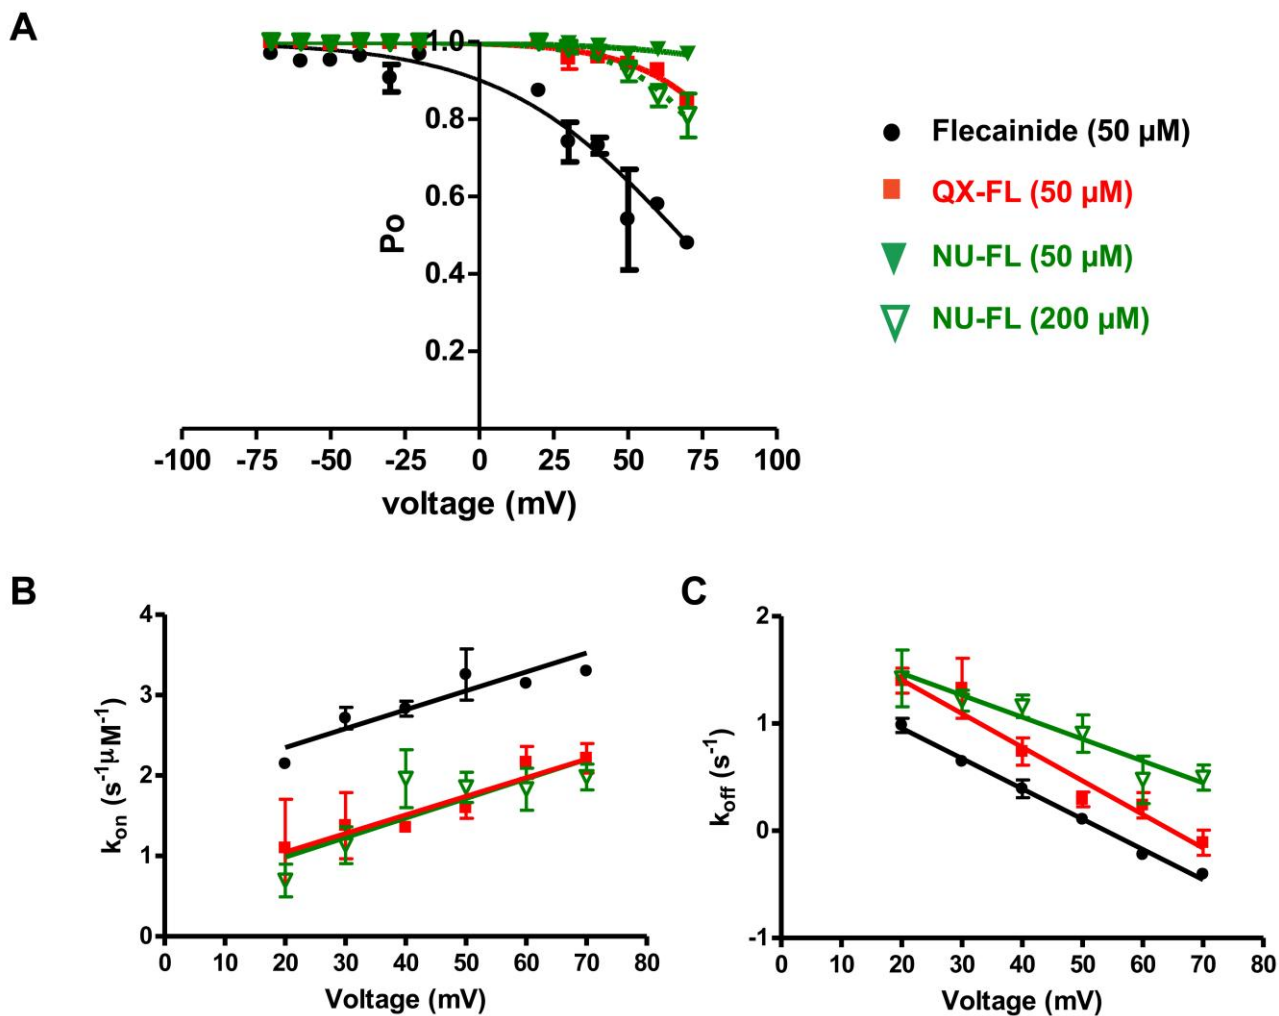 A
1.0
0.8
0.6
0.4
0.2
Po
-100 -75 -50 -25 0 25 50 75 100
voltage (mV)
Flecainide (50 µM)
QX-FL (50 µM)
NU-FL (50 µM)
NU-FL (200 µM)
B
4
3
2
1
0
kon (s-1µM-1)
0 10 20 30 40 50 60 70 80
Voltage (mV)
C
2
1
0
-1
koff (s-1)
0 10 20 30 40 50 60 70 80
Voltage (mV)